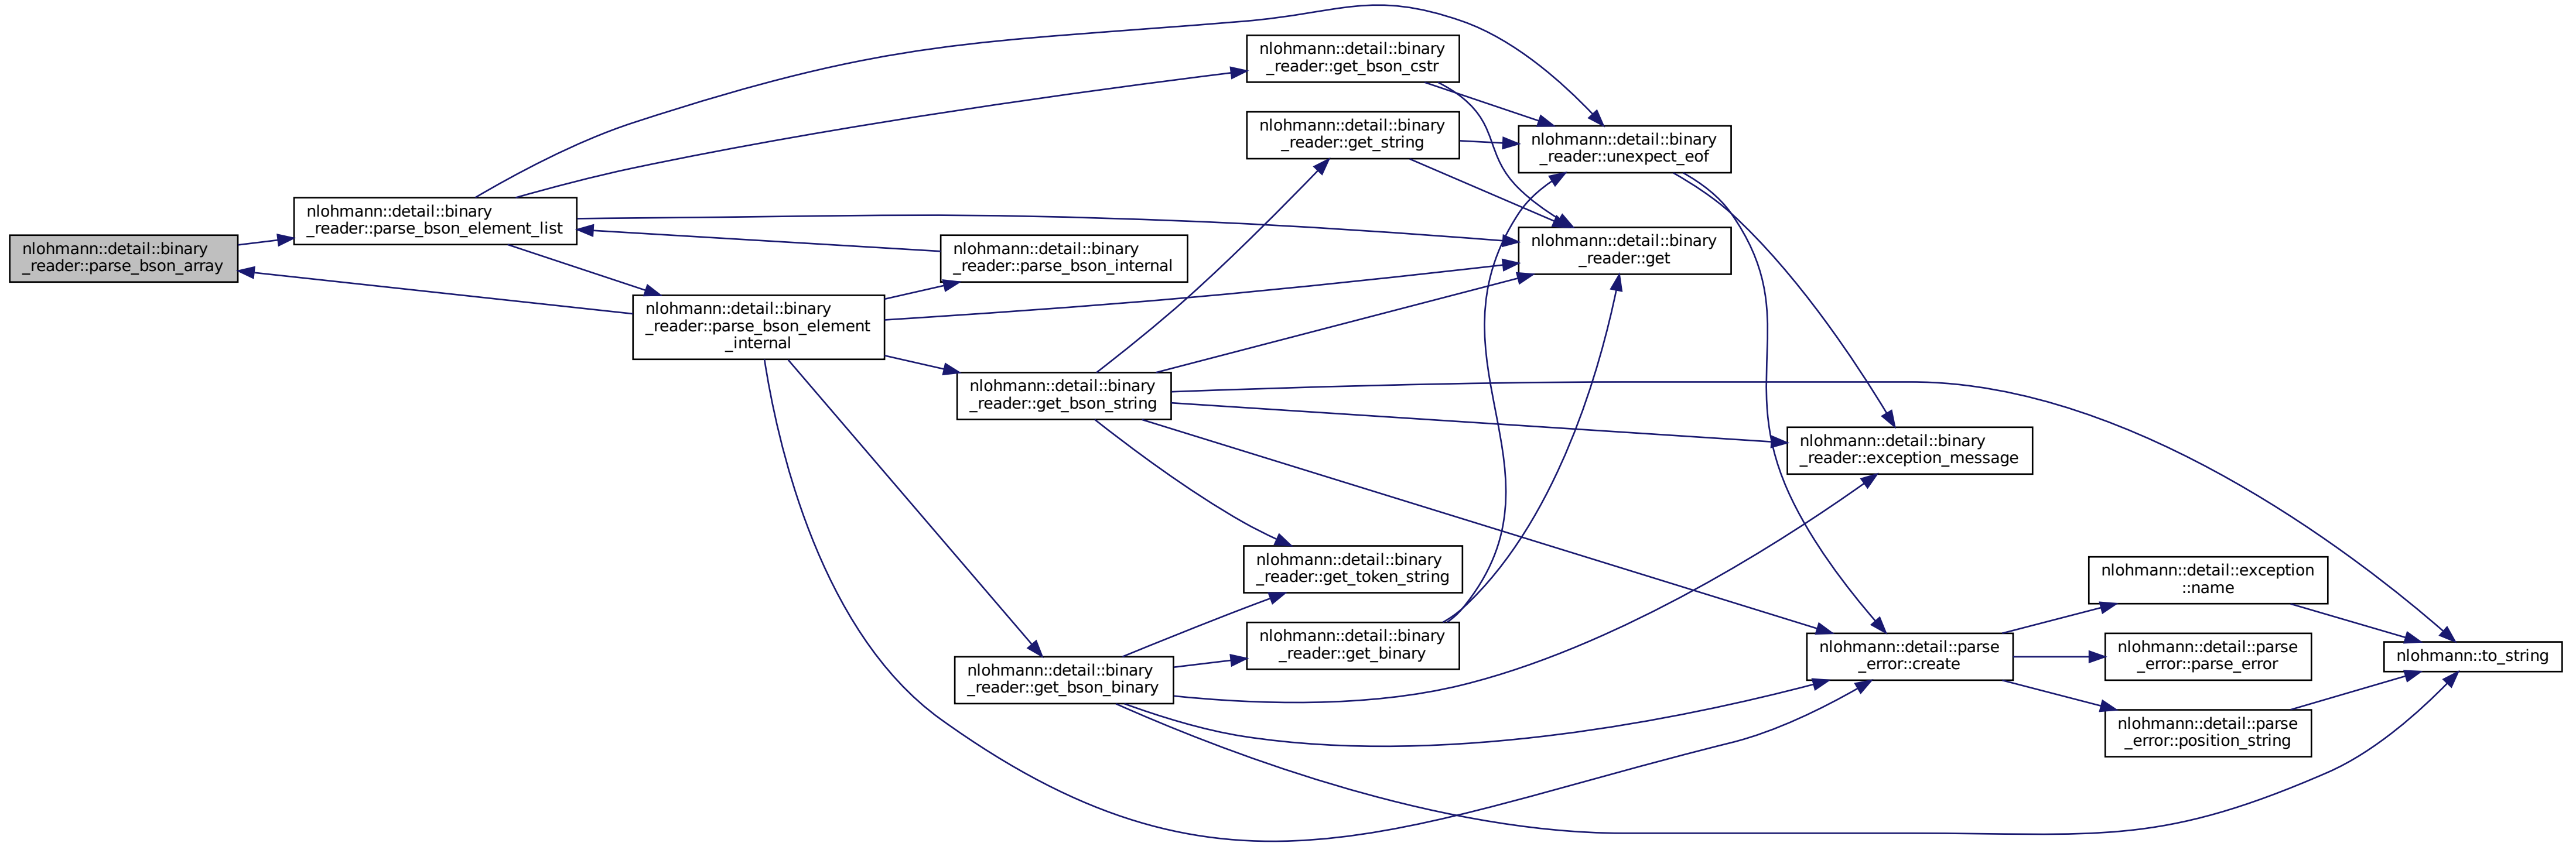 nlohmann::detail::binary
_reader::parse_bson_array
nlohmann::detail::binary
_reader::parse_bson_element_list
nlohmann::detail::binary
_reader::parse_bson_element
_internal
nlohmann::detail::binary
_reader::parse_bson_internal
nlohmann::detail::binary
_reader::get_bson_string
nlohmann::detail::binary
_reader::get_bson_binary
nlohmann::detail::binary
_reader::get_bson_cstr
nlohmann::detail::binary
_reader::get_string
nlohmann::detail::binary
_reader::get_token_string
nlohmann::detail::binary
_reader::get_binary
nlohmann::detail::binary
_reader::unexpect_eof
nlohmann::detail::binary
_reader::get
nlohmann::detail::binary
_reader::exception_message
nlohmann::detail::parse
_error::create
nlohmann::detail::exception
::name
nlohmann::detail::parse
_error::parse_error
nlohmann::detail::parse
_error::position_string
nlohmann::to_string